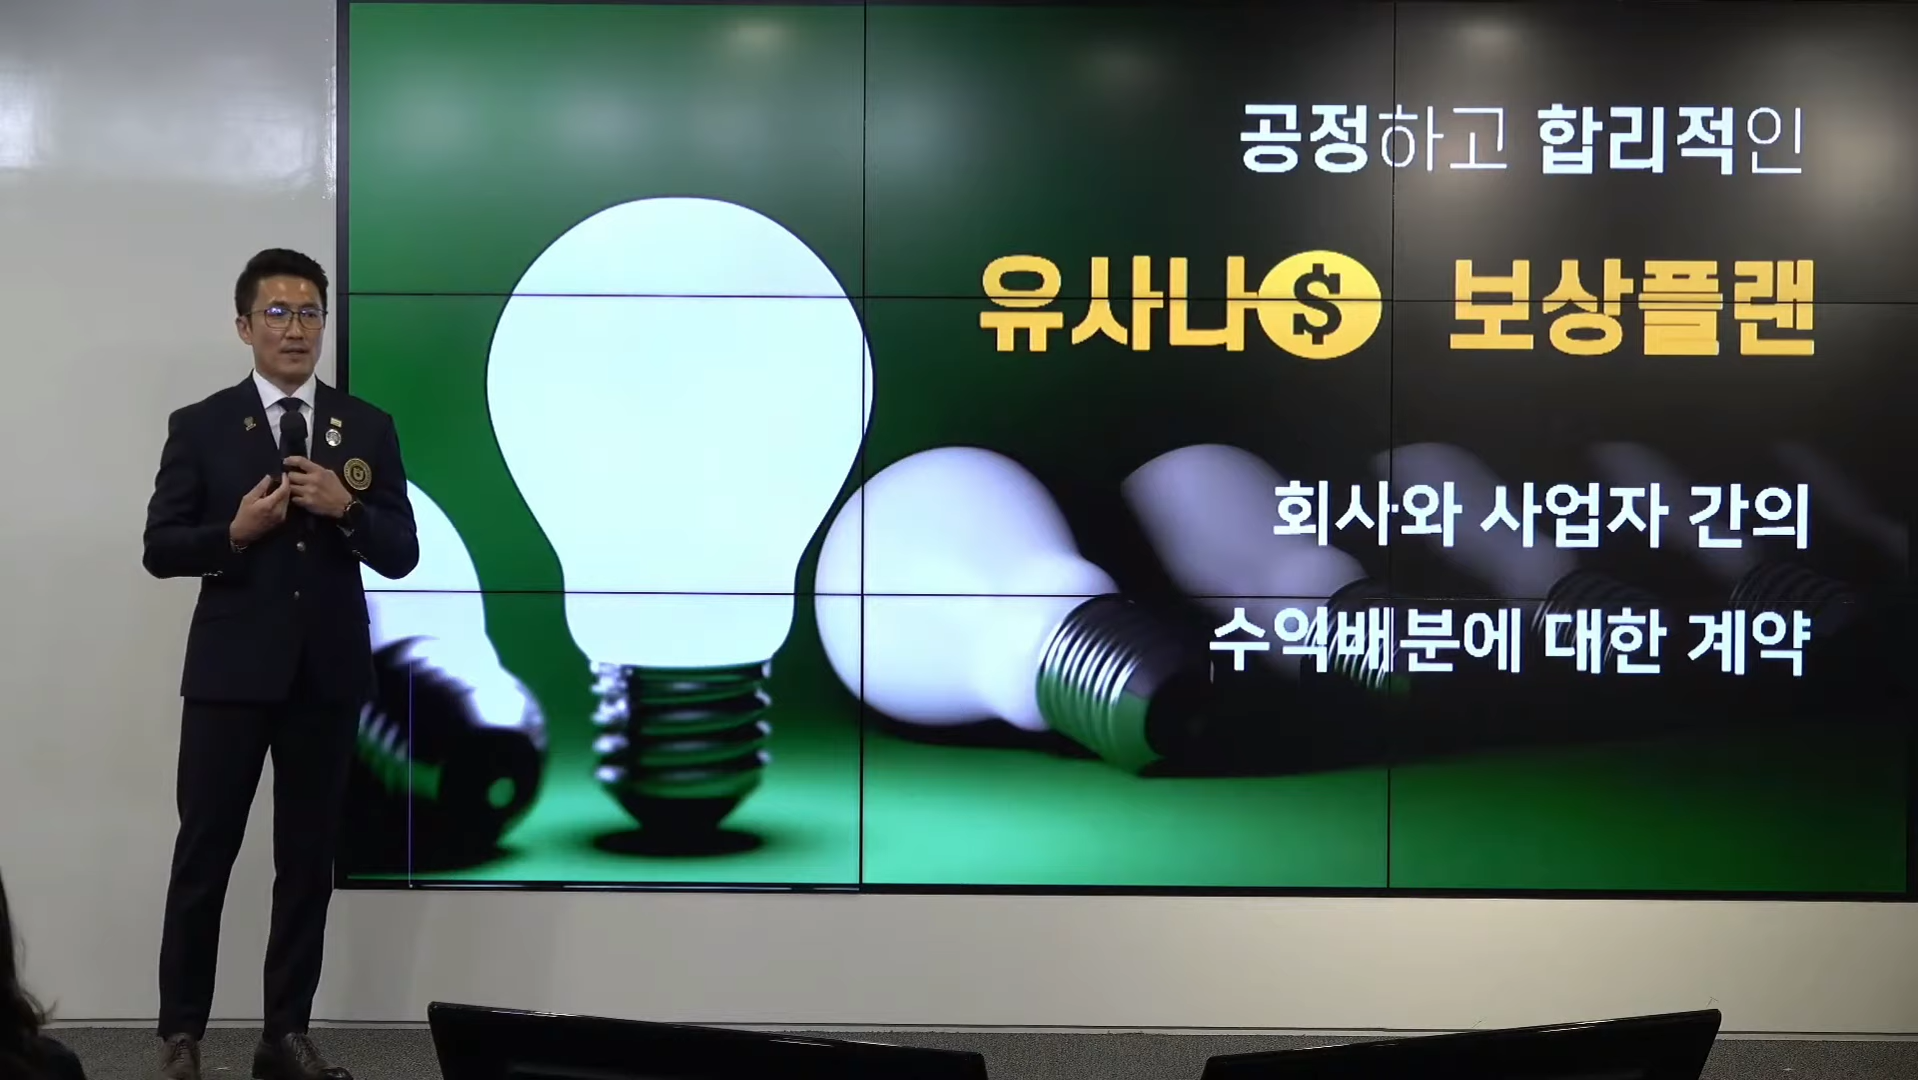 공정하고 합리적인
유사나$ 보상플랜
회사와 사업자 간의
수익배분에 대한 계약